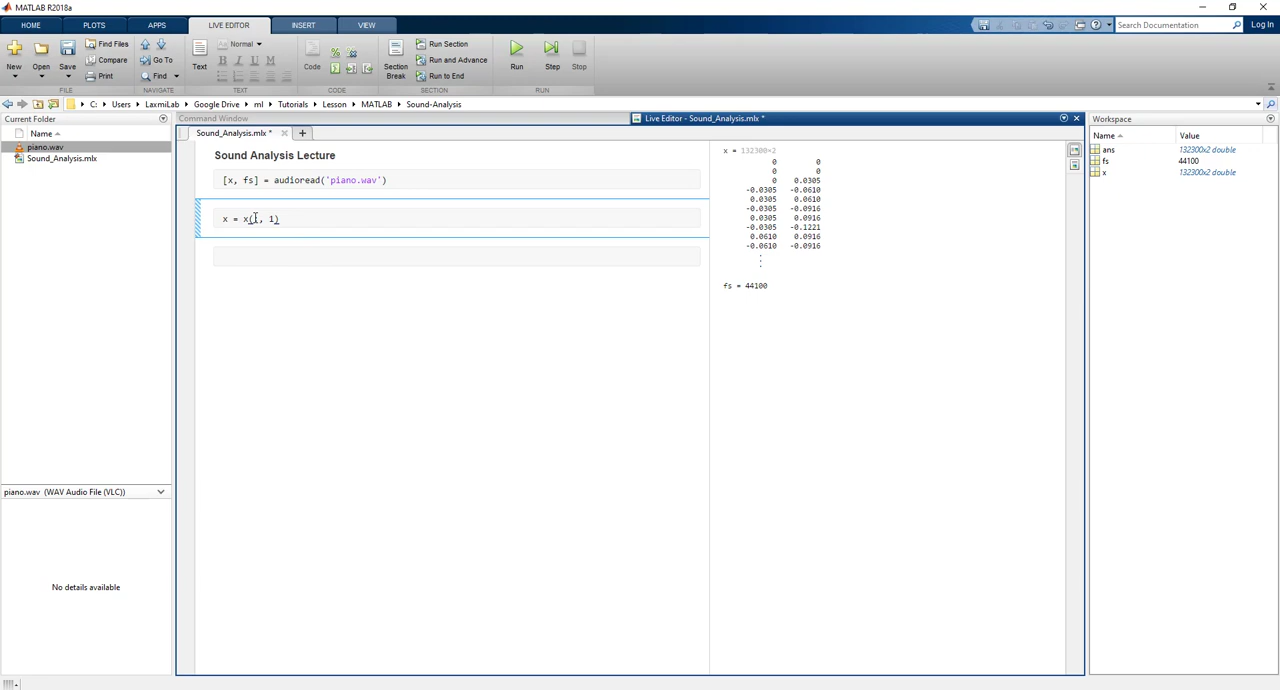 MATLAB R2018a
HOME PLOTS APPS LIVE EDITOR INSERT VIEW Search Documentation Log In
New Open Save Find Files Compare Print
Go To Find
Text Normal B I U M
Code
Section Break Run Section Run and Advance Run to End
Run Step Stop
FILE NAVIGATE TEXT CODE SECTION RUN
C: Users LaxmiLab Google Drive ml Tutorials Lesson MATLAB Sound-Analysis
Current Folder
Name
piano.wav
Sound_Analysis.mlx
piano.wav (WAV Audio File (VLC))
No details available
Command Window
Live Editor - Sound_Analysis.mlx *
Sound_Analysis.mlx *
Sound Analysis Lecture
[x, fs] = audioread('piano.wav')
x = x( , 1)
x = 132300×2
0 0
0 0
0 0.0305
-0.0305 -0.0610
0.0305 0.0610
-0.0305 -0.0916
0.0305 0.0916
-0.0305 -0.1221
0.0610 0.0916
-0.0610 -0.0916
fs = 44100
Workspace
Name Value
ans 132300x2 double
fs 44100
x 132300x2 double